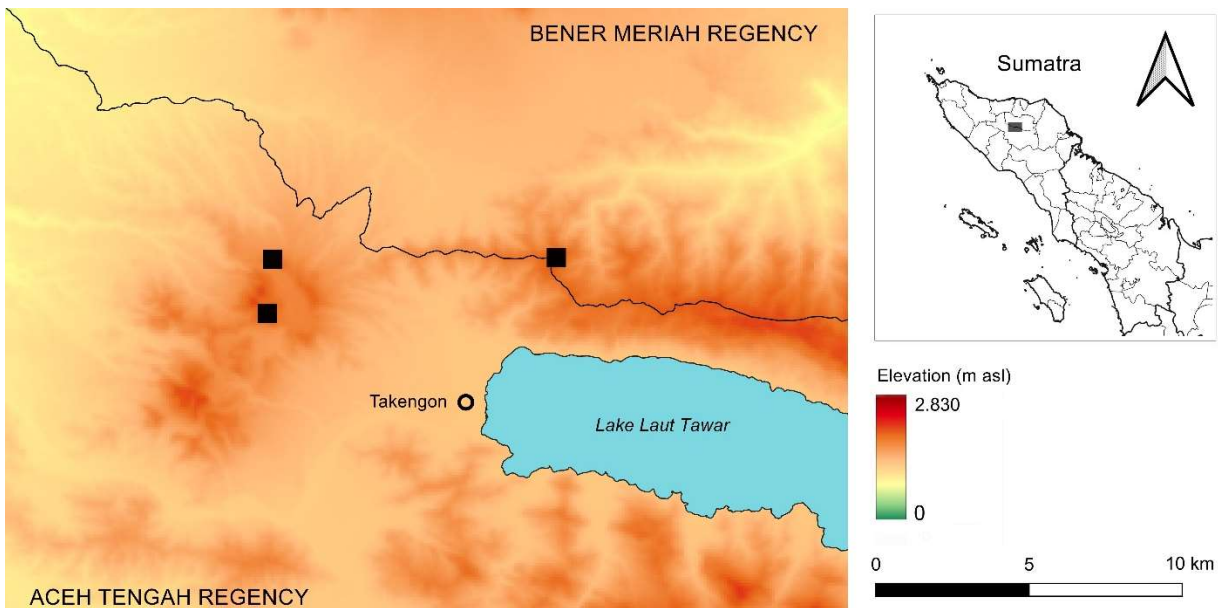 BENER MERIAH REGENCY
Takengon
Lake Laut Tawar
ACEH TENGAH REGENCY
Sumatra
Elevation (m asl)
2.830
0
0 5 10 km